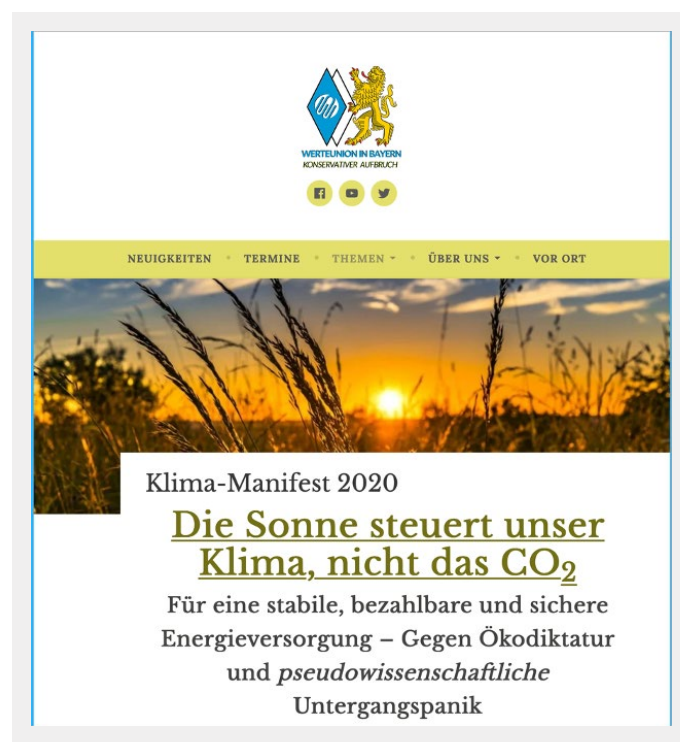 WERTEUNION IN BAYERN
KONSERVATIVER AUFBRUCH
NEUIGKEITEN TERMINE THEMEN ÜBER UNS VOR ORT
Klima-Manifest 2020
Die Sonne steuert unser
Klima, nicht das CO₂
Für eine stabile, bezahlbare und sichere
Energieversorgung – Gegen Ökodiktatur
und pseudowissenschaftliche
Untergangspanik